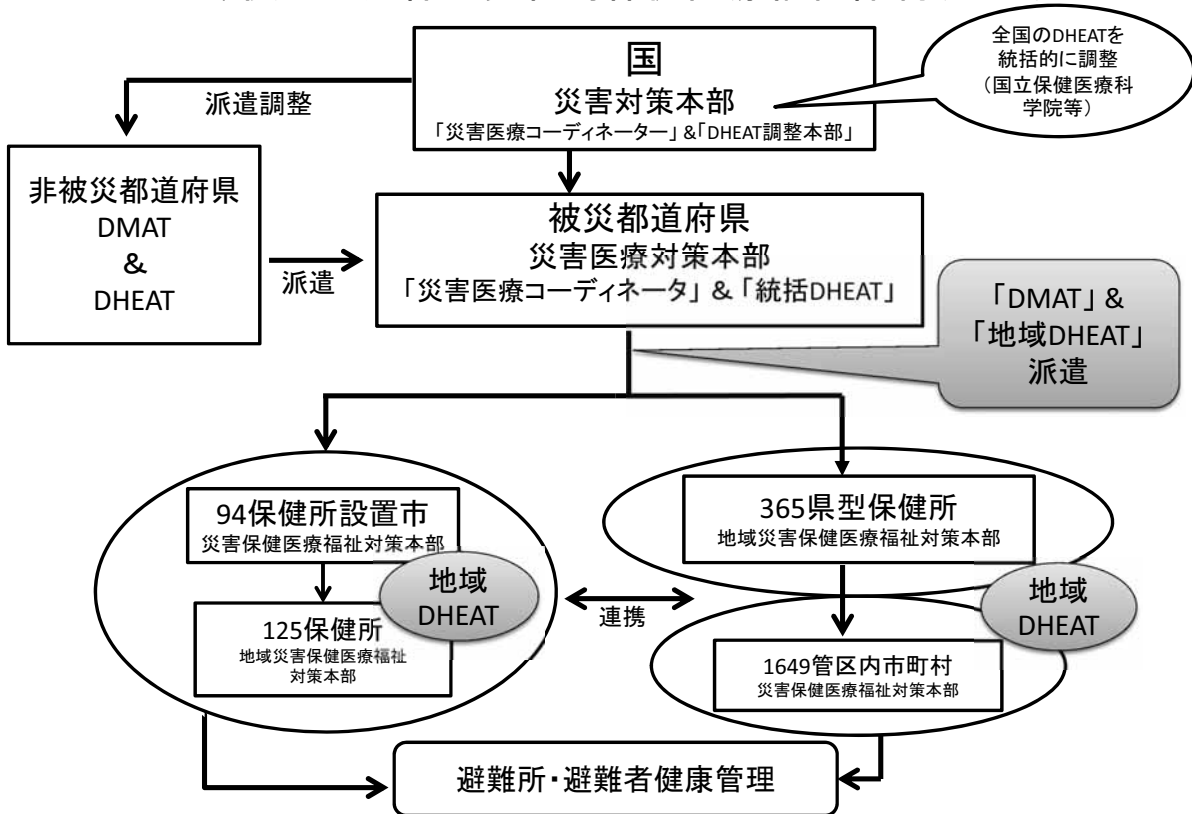 国
災害対策本部
「災害医療コーディネーター」&「DHEAT調整本部」
全国のDHEATを
統括的に調整
（国立保健医療科
学院等）
派遣調整
非被災都道府県
DMAT
&
DHEAT
派遣
被災都道府県
災害医療対策本部
「災害医療コーディネータ」&「統括DHEAT」
「DMAT」&
「地域DHEAT」
派遣
94保健所設置市
災害保健医療福祉対策本部
125保健所
地域災害保健医療福祉
対策本部
地域
DHEAT
連携
365県型保健所
地域災害保健医療福祉対策本部
1649管区内市町村
災害保健医療福祉対策本部
地域
DHEAT
避難所・避難者健康管理